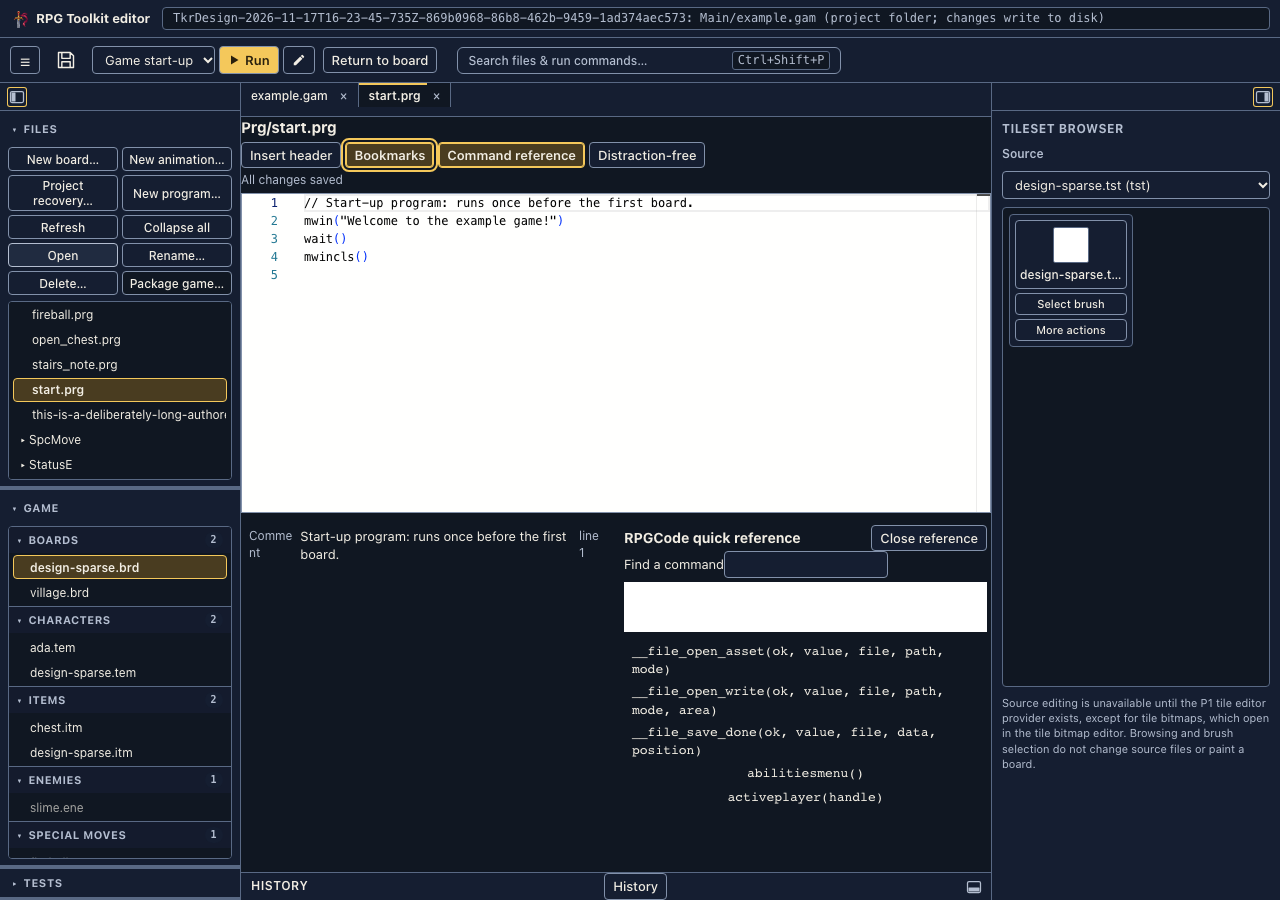 RPG Toolkit editor
TkrDesign-2026-11-17T16-23-45-735Z-869b0968-86b8-462b-9459-1ad374aec573: Main/example.gam (project folder; changes write to disk)
Game start-up
Run
Return to board
Search files & run commands...
Ctrl+Shift+P
FILES
New board...
New animation...
Project recovery...
New program...
Refresh
Collapse all
Open
Rename...
Delete...
Package game...
fireball.prg
open_chest.prg
stairs_note.prg
start.prg
this-is-a-deliberately-long-authore
SpcMove
StatusE
GAME
BOARDS 2
design-sparse.brd
village.brd
CHARACTERS 2
ada.tem
design-sparse.tem
ITEMS 2
chest.itm
design-sparse.itm
ENEMIES 1
slime.ene
SPECIAL MOVES 1
TESTS
example.gam ×
start.prg ×
Prg/start.prg
Insert header
Bookmarks
Command reference
Distraction-free
All changes saved
1 // Start-up program: runs once before the first board.
2 mwin("Welcome to the example game!")
3 wait()
4 mwincls()
5
Comme
nt
Start-up program: runs once before the first
board.
line
1
RPGCode quick reference
Close reference
Find a command
__file_open_asset(ok, value, file, path,
mode)
__file_open_write(ok, value, file, path,
mode, area)
__file_save_done(ok, value, file, data,
position)
abilitiesmenu()
activeplayer(handle)
HISTORY
History
TILESET BROWSER
Source
design-sparse.tst (tst)
design-sparse.t...
Select brush
More actions
Source editing is unavailable until the P1 tile editor
provider exists, except for tile bitmaps, which open
in the tile bitmap editor. Browsing and brush
selection do not change source files or paint a
board.